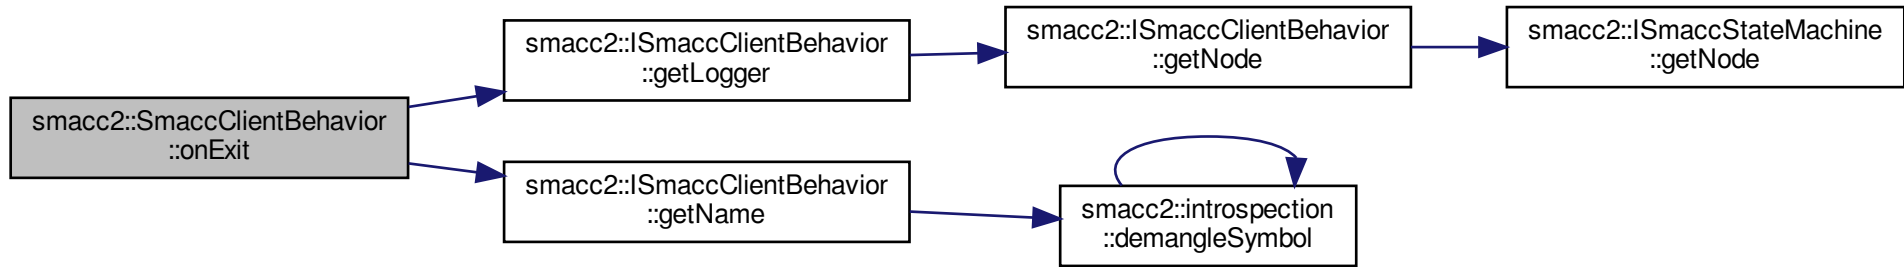 smacc2::SmaccClientBehavior
::onExit
smacc2::ISmaccClientBehavior
::getLogger
smacc2::ISmaccClientBehavior
::getNode
smacc2::ISmaccStateMachine
::getNode
smacc2::ISmaccClientBehavior
::getName
smacc2::introspection
::demangleSymbol